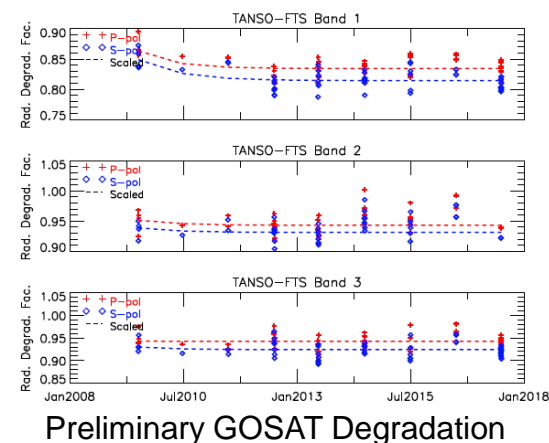 TANSO-FTS Band 1
Rad. Degrad. Fac.
0.90
0.85
0.80
0.75
P-pol
S-pol
Scaled
TANSO-FTS Band 2
Rad. Degrad. Fac.
1.05
1.00
0.95
0.90
P-pol
S-pol
Scaled
TANSO-FTS Band 3
Rad. Degrad. Fac.
1.05
1.00
0.95
0.90
0.85
P-pol
S-pol
Scaled
Jan2008 Jul2010 Jan2013 Jul2015 Jan2018
Preliminary GOSAT Degradation